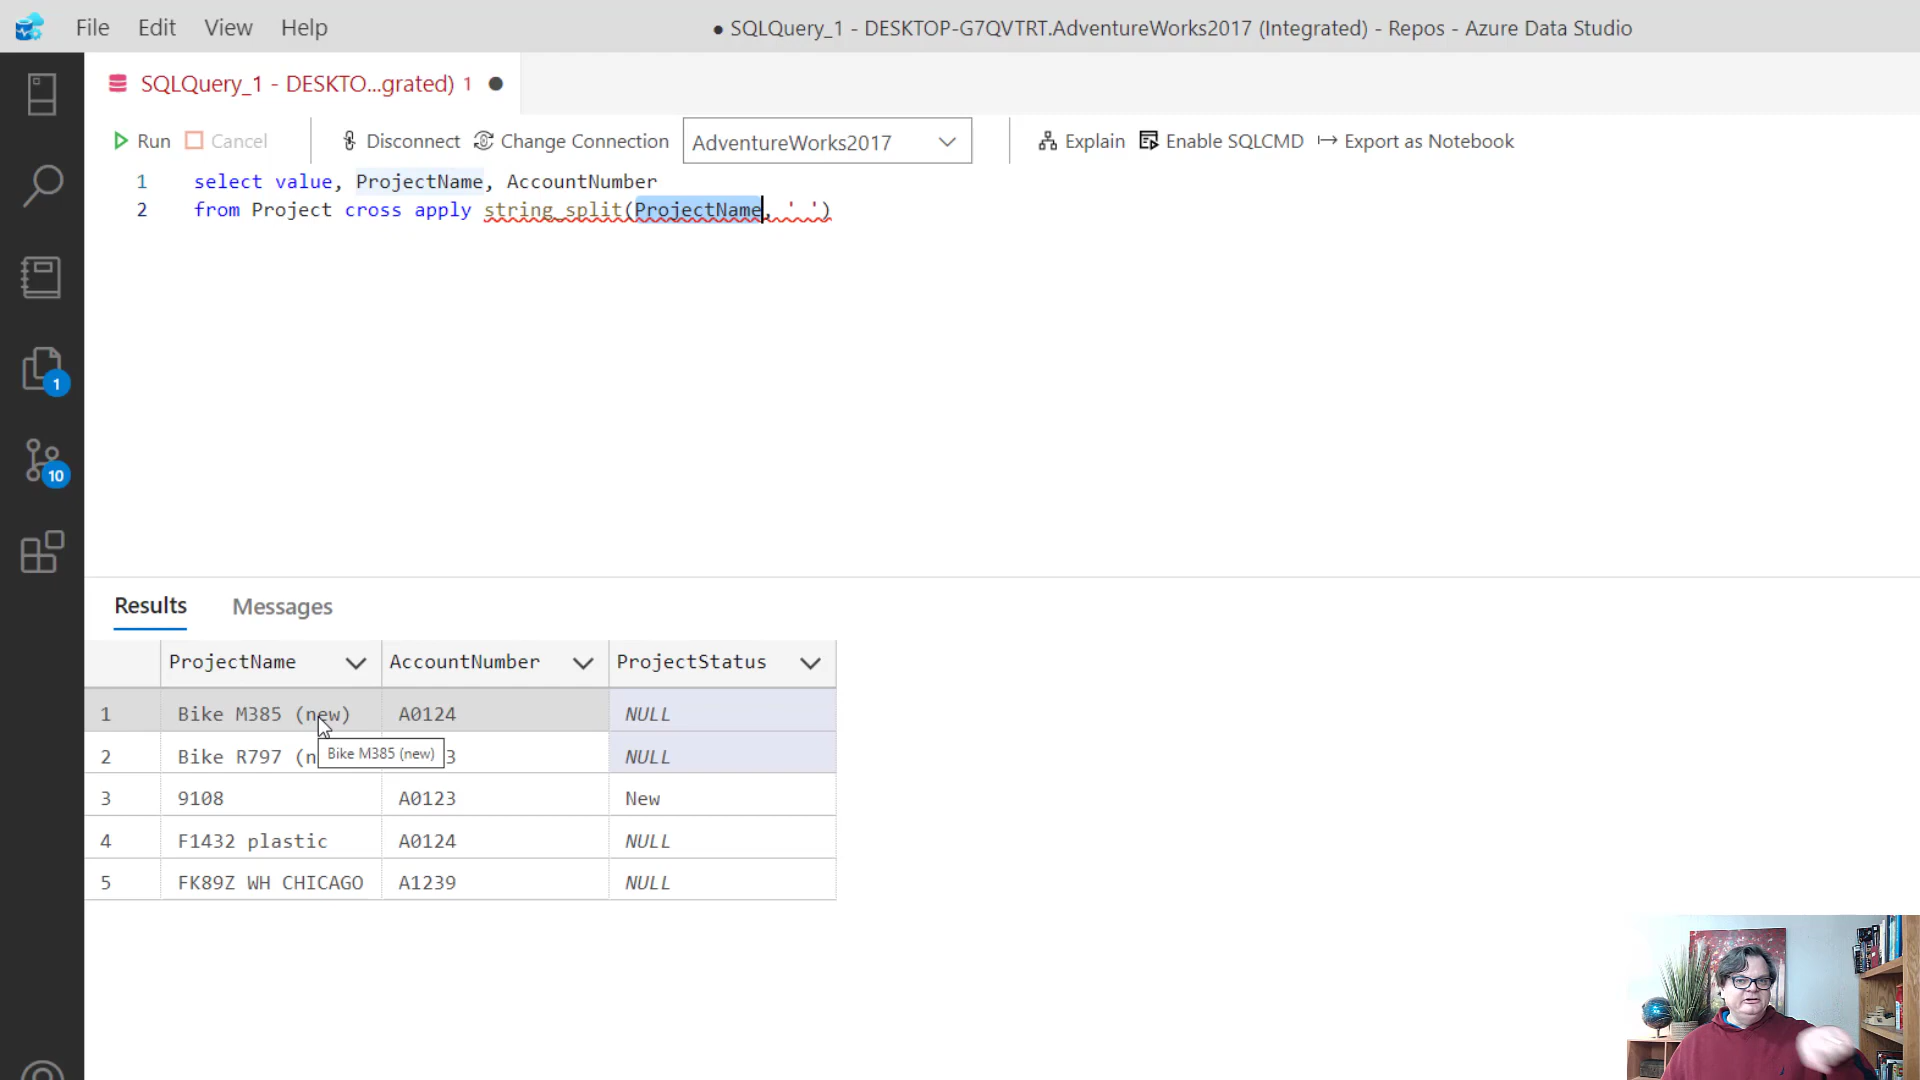 File Edit View Help
● SQLQuery_1 - DESKTOP-G7QVTRT.AdventureWorks2017 (Integrated) - Repos - Azure Data Studio
SQLQuery_1 - DESKTO...grated) 1 ●
Run Cancel Disconnect Change Connection AdventureWorks2017 Explain Enable SQLCMD Export as Notebook
1 select value, ProjectName, AccountNumber
2 from Project cross apply string_split(ProjectName, ' ')
1
10
Results Messages
ProjectName AccountNumber ProjectStatus
1 Bike M385 (new) A0124 NULL
2 Bike R797 (n 3 NULL
Bike M385 (new)
3 9108 A0123 New
4 F1432 plastic A0124 NULL
5 FK89Z WH CHICAGO A1239 NULL